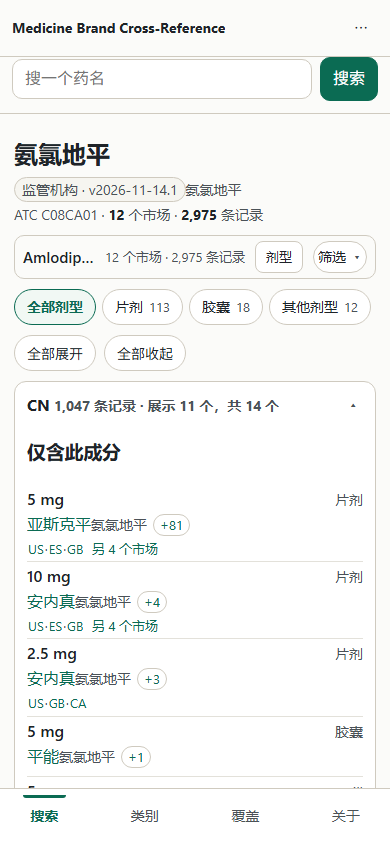 Medicine Brand Cross-Reference ...
搜一个药名 搜索
氨氯地平
监管机构 · v2026-11-14.1 氨氯地平
ATC C08CA01 · 12 个市场 · 2,975 条记录
Amlodip... 12 个市场 · 2,975 条记录 剂型 筛选
全部剂型 片剂 113 胶囊 18 其他剂型 12
全部展开 全部收起
CN 1,047 条记录 · 展示 11 个，共 14 个
仅含此成分
5 mg 片剂
亚斯克平氨氯地平 +81
US·ES·GB 另 4 个市场
10 mg 片剂
安内真氨氯地平 +4
US·ES·GB 另 4 个市场
2.5 mg 片剂
安内真氨氯地平 +3
US·GB·CA
5 mg 胶囊
平能氨氯地平 +1
搜索 类别 覆盖 关于